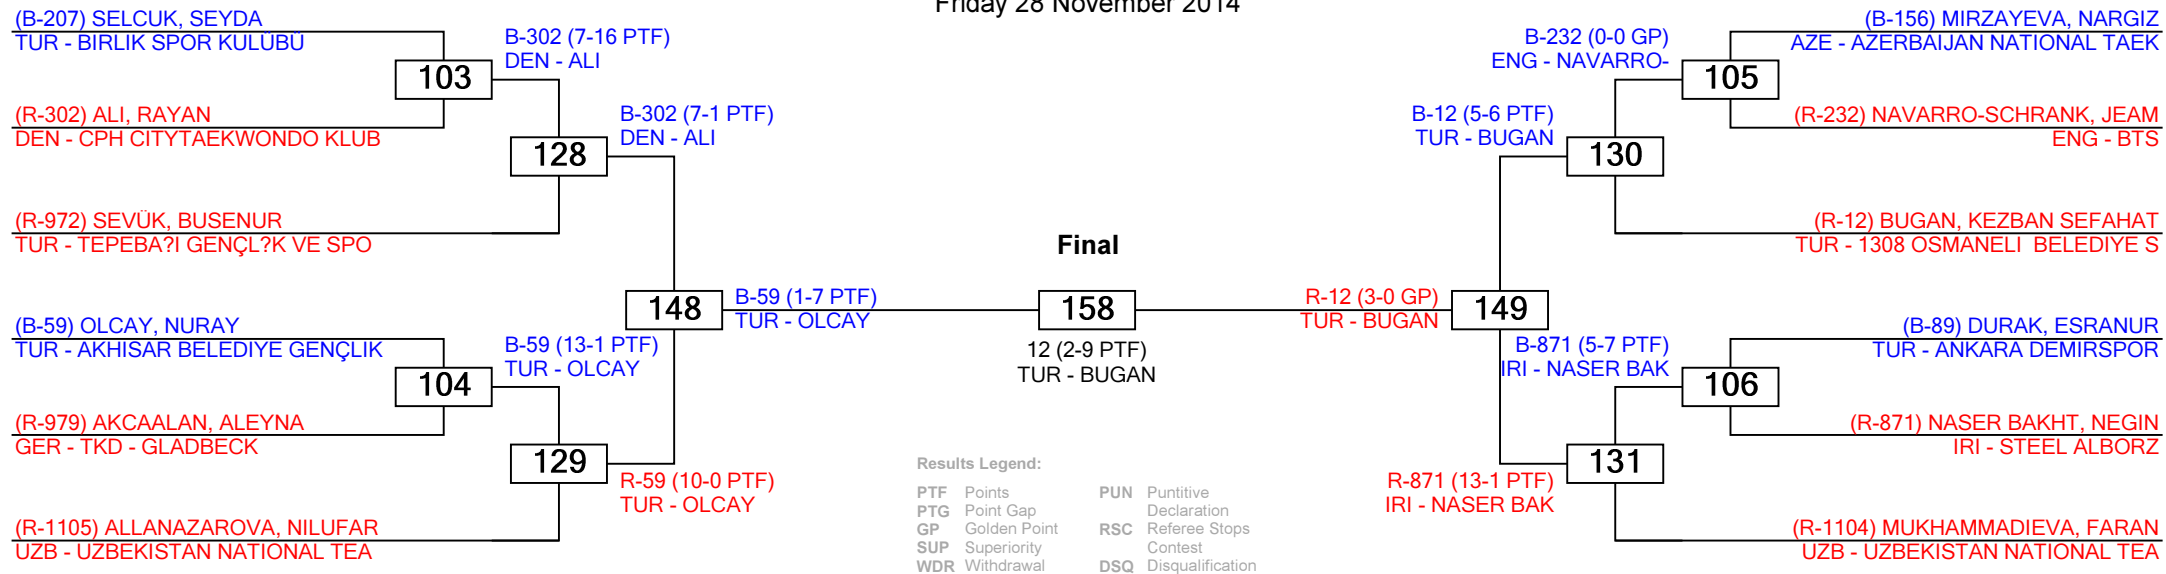 Friday 28 November 2014
(B-207) SELCUK, SEYDA
TUR - BIRLIK SPOR KULÜBÜ
103
(R-302) ALI, RAYAN
DEN - CPH CITYTAEKWONDO KLUB
B-302 (7-16 PTF)
DEN - ALI
128
(R-972) SEVÜK, BUSENUR
TUR - TEPEBA?I GENÇL?K VE SPO
B-302 (7-1 PTF)
DEN - ALI
148
(B-59) OLCAY, NURAY
TUR - AKHISAR BELEDIYE GENÇLIK
104
(R-979) AKCAALAN, ALEYNA
GER - TKD - GLADBECK
B-59 (13-1 PTF)
TUR - OLCAY
129
(R-1105) ALLANAZAROVA, NILUFAR
UZB - UZBEKISTAN NATIONAL TEA
R-59 (10-0 PTF)
TUR - OLCAY
B-59 (1-7 PTF)
TUR - OLCAY
Final
158
12 (2-9 PTF)
TUR - BUGAN
R-12 (3-0 GP)
TUR - BUGAN
149
(B-156) MIRZAYEVA, NARGIZ
AZE - AZERBAIJAN NATIONAL TAEK
105
(R-232) NAVARRO-SCHRANK, JEAM
ENG - BTS
B-232 (0-0 GP)
ENG - NAVARRO-
130
(R-12) BUGAN, KEZBAN SEFAHAT
TUR - 1308 OSMANELI  BELEDIYE S
B-12 (5-6 PTF)
TUR - BUGAN
(B-89) DURAK, ESRANUR
TUR - ANKARA DEMIRSPOR
106
(R-871) NASER BAKHT, NEGIN
IRI - STEEL ALBORZ
B-871 (5-7 PTF)
IRI - NASER BAK
131
(R-1104) MUKHAMMADIEVA, FARAN
UZB - UZBEKISTAN NATIONAL TEA
R-871 (13-1 PTF)
IRI - NASER BAK
Results Legend:
PTF Points
PTG Point Gap
GP Golden Point
SUP Superiority
WDR Withdrawal
PUN Puntitive
Declaration
RSC Referee Stops
Contest
DSQ Disqualification